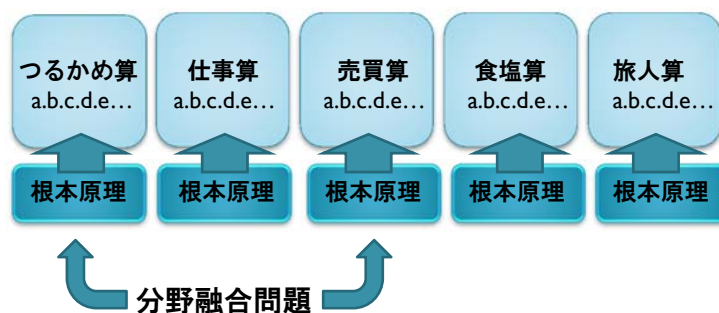 つるかめ算
a.b.c.d.e…
仕事算
a.b.c.d.e…
売買算
a.b.c.d.e…
食塩算
a.b.c.d.e…
旅人算
a.b.c.d.e…
根本原理
根本原理
根本原理
根本原理
根本原理
分野融合問題